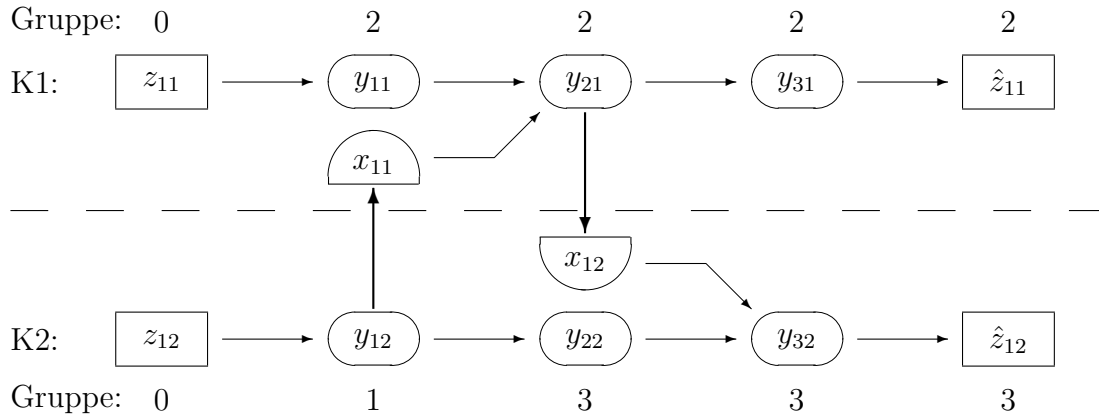 Gruppe: 0 2 2 2 2
K1: z₁₁ y₁₁ y₂₁ y₃₁ ẑ₁₁
x₁₁
x₁₂
K2: z₁₂ y₁₂ y₂₂ y₃₂ ẑ₁₂
Gruppe: 0 1 3 3 3